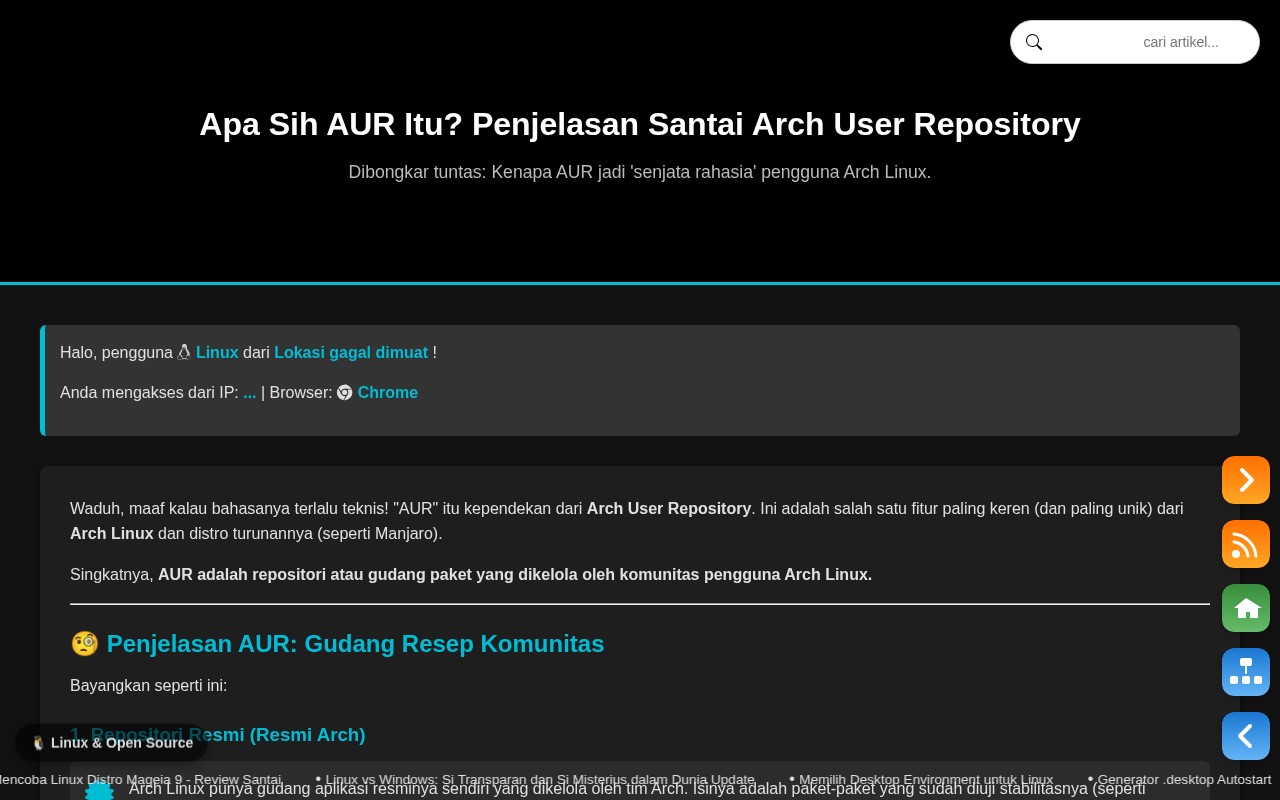 cari artikel...
Apa Sih AUR Itu? Penjelasan Santai Arch User Repository
Dibongkar tuntas: Kenapa AUR jadi 'senjata rahasia' pengguna Arch Linux.
Halo, pengguna Linux dari Lokasi gagal dimuat !
Anda mengakses dari IP: ... | Browser: Chrome
Waduh, maaf kalau bahasanya terlalu teknis! "AUR" itu kependekan dari Arch User Repository. Ini adalah salah satu fitur paling keren (dan paling unik) dari
Arch Linux dan distro turunannya (seperti Manjaro).
Singkatnya, AUR adalah repositori atau gudang paket yang dikelola oleh komunitas pengguna Arch Linux.
🧐 Penjelasan AUR: Gudang Resep Komunitas
Bayangkan seperti ini:
1. Repositori Resmi (Resmi Arch)
🐧 Linux & Open Source
Mencoba Linux Distro Mageia 9 - Review Santai • Linux vs Windows: Si Transparan dan Si Misterius dalam Dunia Update • Memilih Desktop Environment untuk Linux • Generator .desktop Autostart
Arch Linux punya gudang aplikasi resminya sendiri yang dikelola oleh tim Arch. Isinya adalah paket-paket yang sudah diuji stabilitasnya (seperti